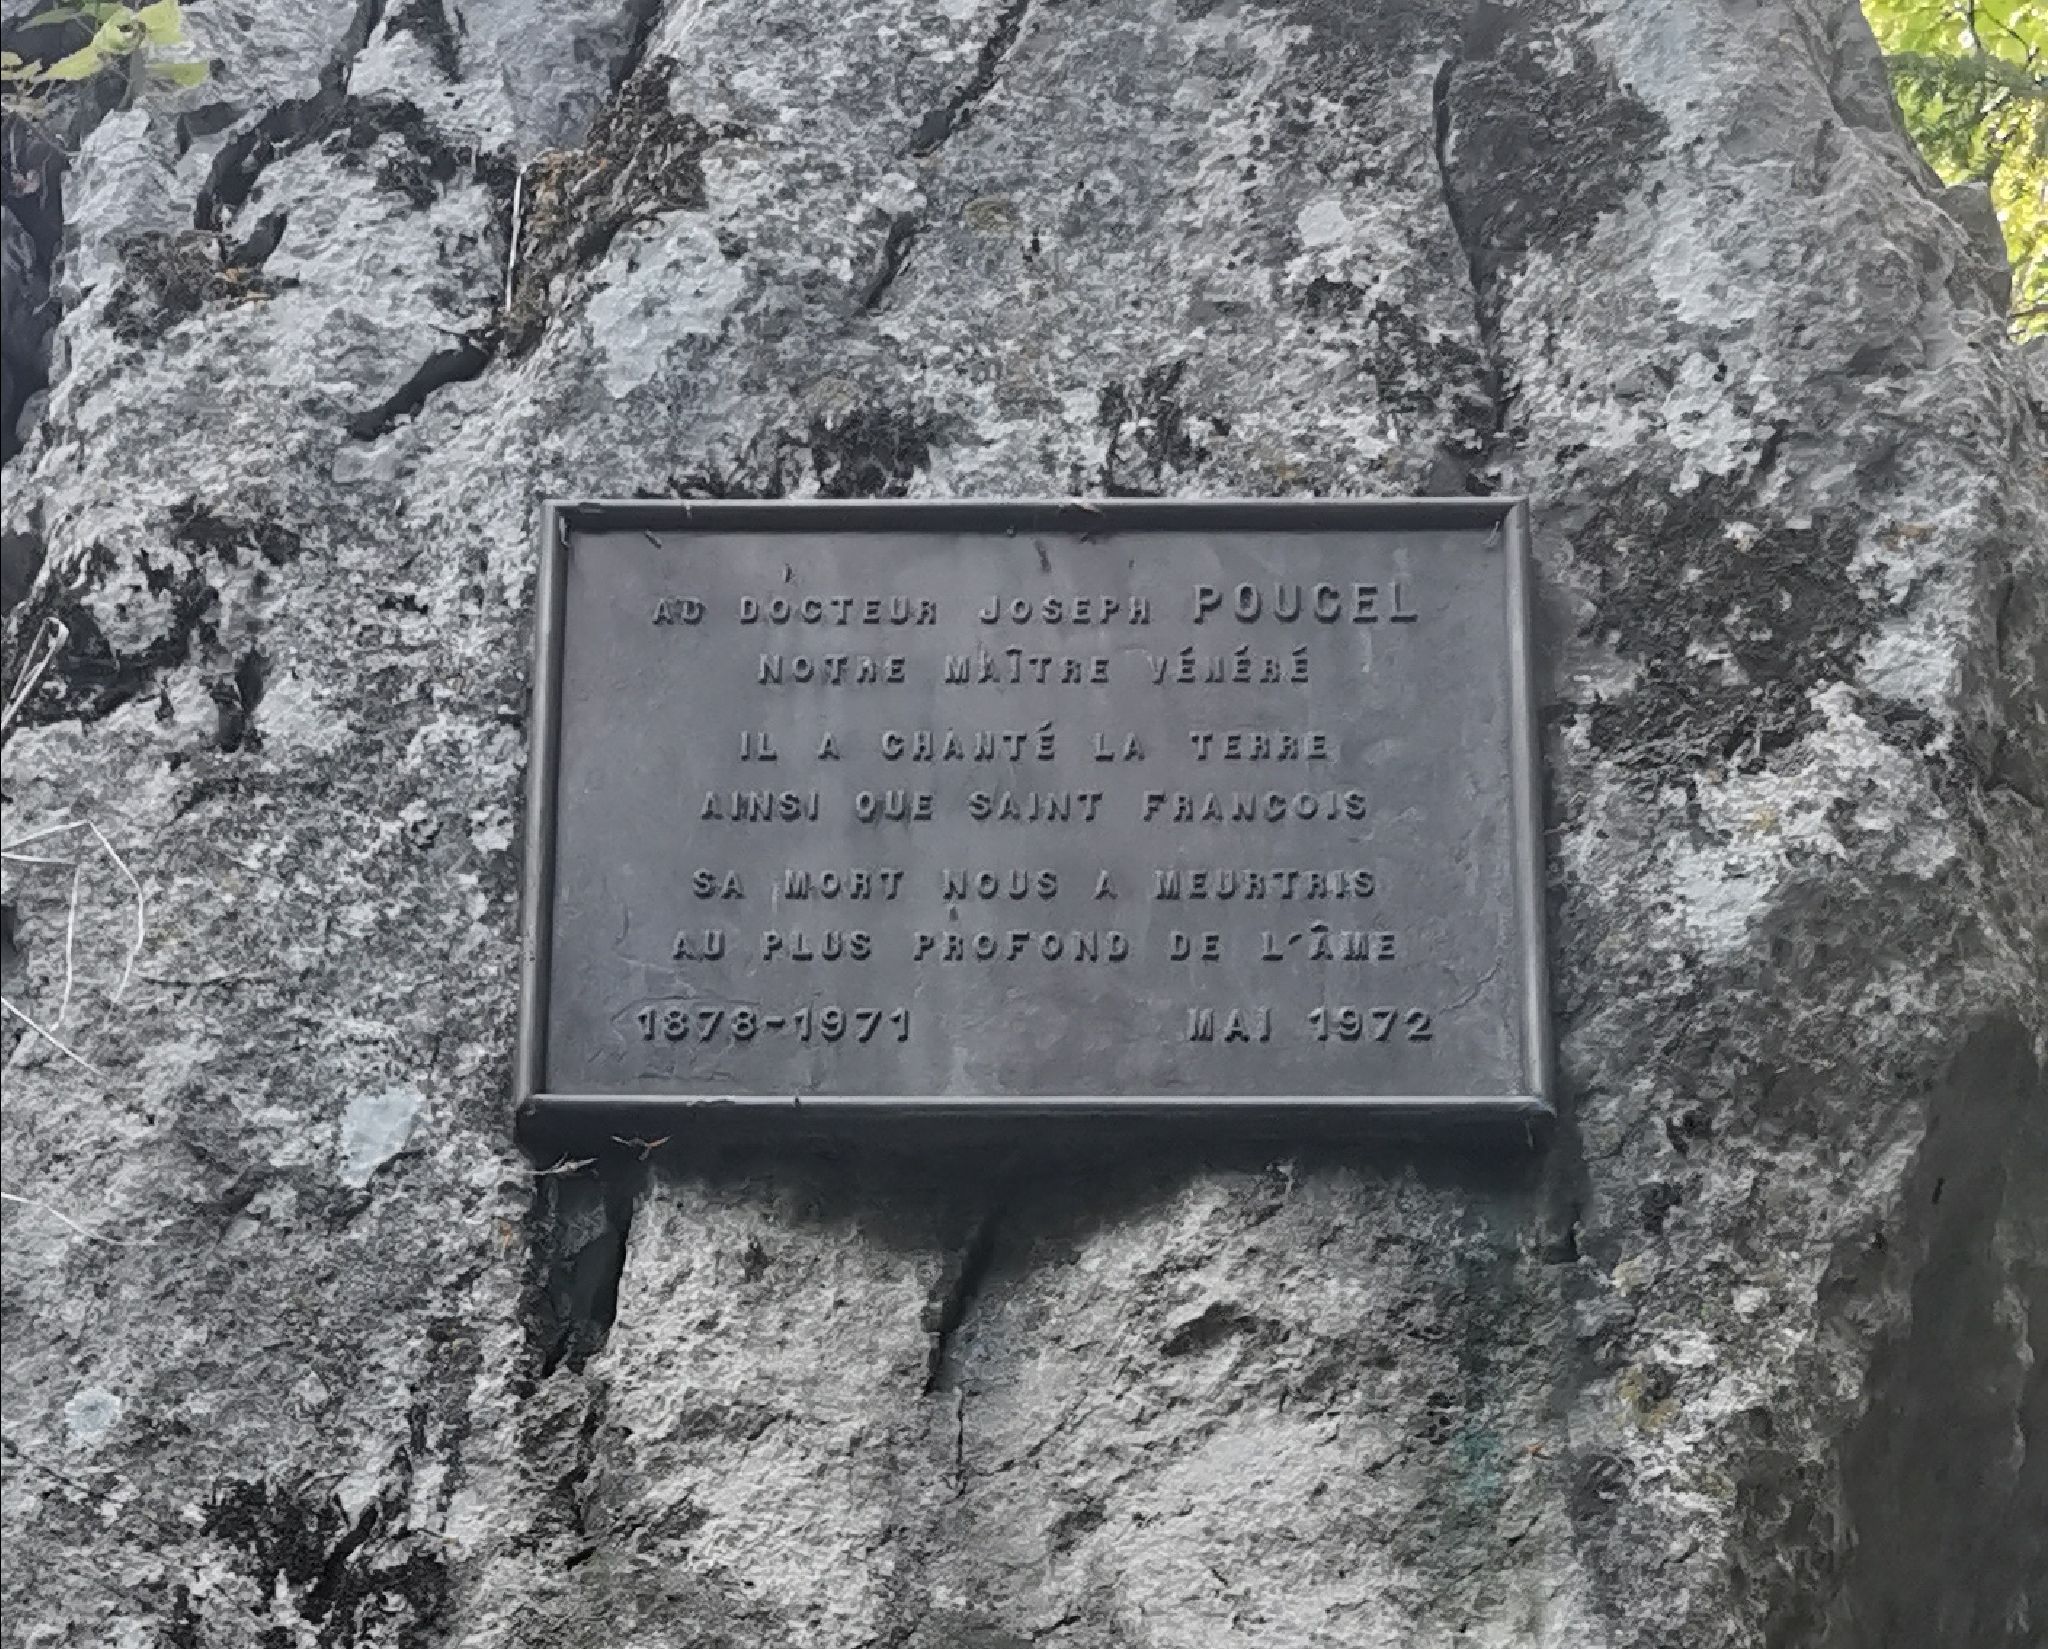 AU DOCTEUR JOSEPH POUCEL
NOTRE MAÎTRE VÉNÉRÉ
IL A CHANTÉ LA TERRE
AINSI QUE SAINT FRANCOIS
SA MORT NOUS A MEURTRIS
AU PLUS PROFOND DE L'ÂME
1878-1971 MAI 1972